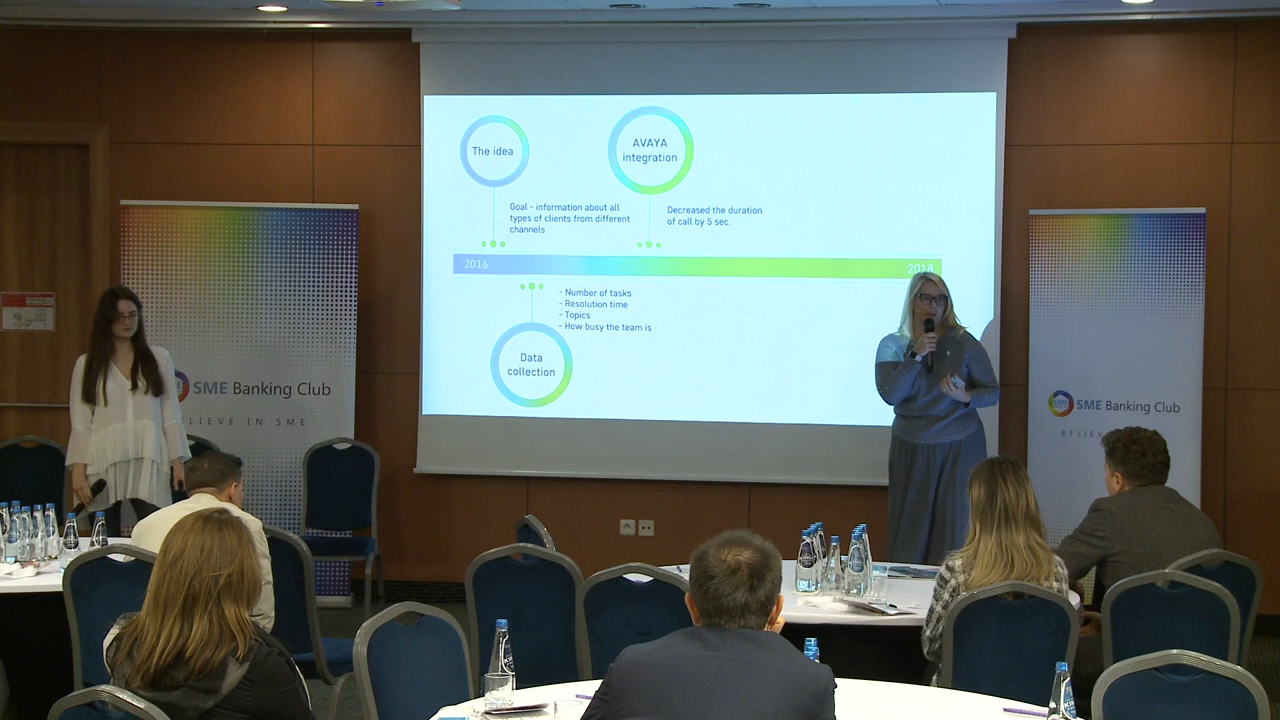 The idea
AVAYA
integration
Goal - information about all
types of clients from different
channels
Decreased the duration
of call by 5 sec.
2016
2018
- Number of tasks
- Resolution time
- Topics
- How busy the team is
Data
collection
SME Banking Club
BELIEVE IN SME
SME Banking Club